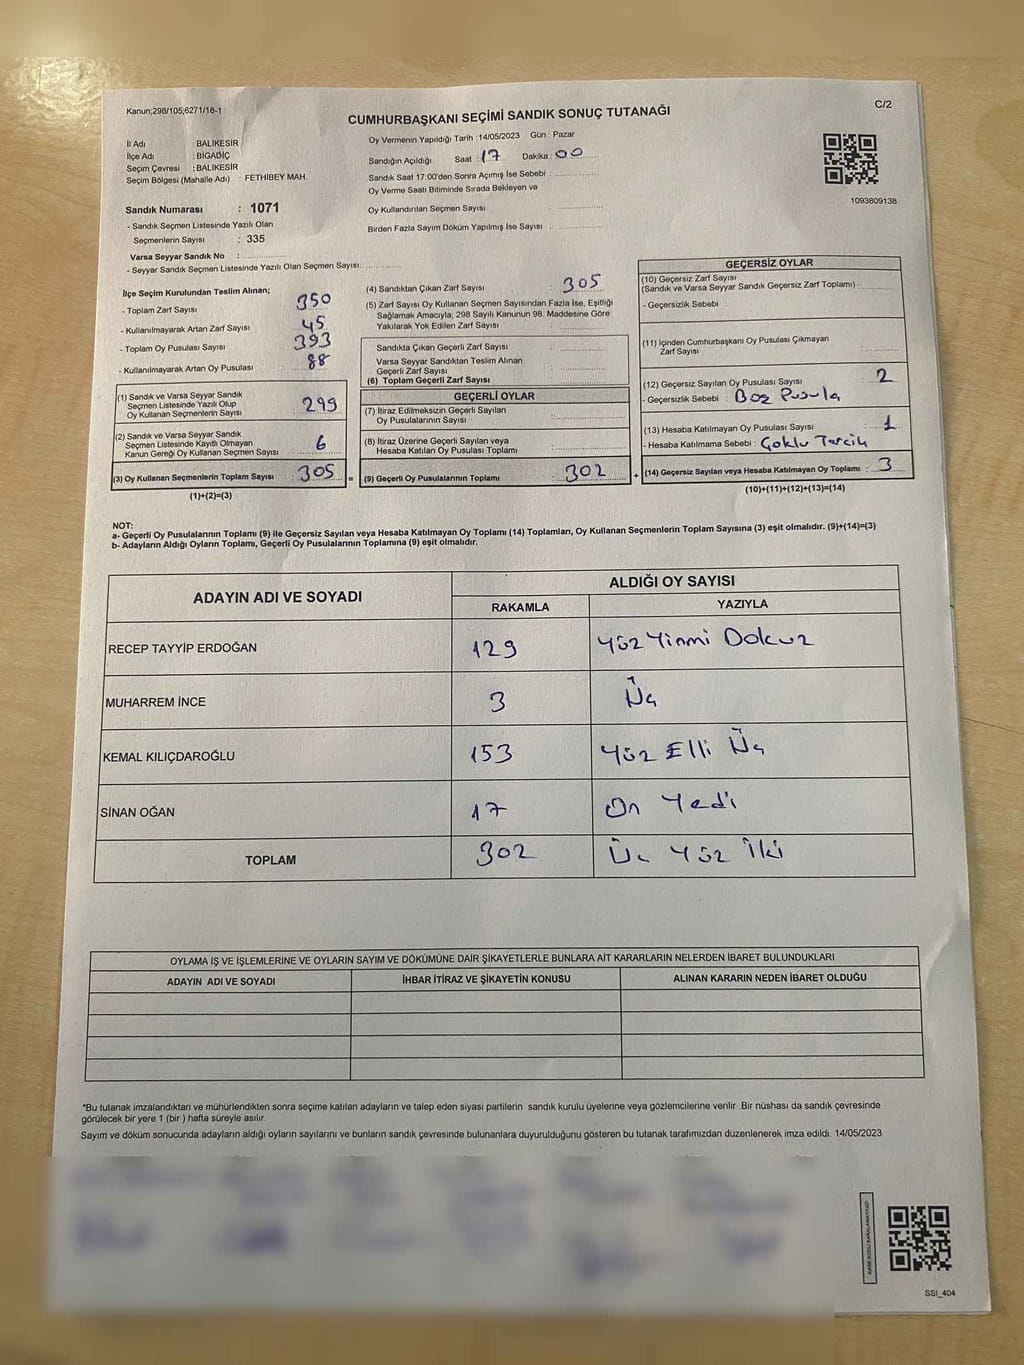 Kanun;298/105;6271/18-1
C/2
CUMHURBAŞKANI SEÇİMİ SANDIK SONUÇ TUTANAĞI
İl Adı : BALIKESİR
İlçe Adı : BİGADİÇ
Seçim Çevresi : BALIKESİR
Seçim Bölgesi (Mahalle Adı) : FETHİBEY MAH.
Sandık Numarası : 1071
- Sandık Seçmen Listesinde Yazılı Olan
Seçmenlerin Sayısı : 335
Varsa Seyyar Sandık No :
- Seyyar Sandık Seçmen Listesinde Yazılı Olan Seçmen Sayısı:
Oy Vermenin Yapıldığı Tarih :14/05/2023 Gün : Pazar
Sandığın Açıldığı Saat : 17 Dakika : 00
Sandık Saat 17:00'den Sonra Açımış İse Sebebi :
Oy Verme Saati Bitiminde Sırada Bekleyen ve
Oy Kullandırılan Seçmen Sayısı :
Birden Fazla Sayım Döküm Yapılmış İse Sayısı :
1093809138
İlçe Seçim Kurulundan Teslim Alınan;
- Toplam Zarf Sayısı : 350
- Kullanılmayarak Artan Zarf Sayısı : 45
- Toplam Oy Pusulası Sayısı : 393
- Kullanılmayarak Artan Oy Pusulası : 88
(1) Sandık ve Varsa Seyyar Sandık
Seçmen Listesinde Yazılı Olup
Oy Kullanan Seçmenlerin Sayısı : 299
(2) Sandık ve Varsa Seyyar Sandık
Seçmen Listesinde Kayıtlı Olmayan
Kanun Gereği Oy Kullanan Seçmen Sayısı : 6
(3) Oy Kullanan Seçmenlerin Toplam Sayısı : 305 =
(1)+(2)=(3)
(4) Sandıktan Çıkan Zarf Sayısı : 305
(5) Zarf Sayısı Oy Kullanan Seçmen Sayısından Fazla İse, Eşitliği
Sağlamak Amacıyla, 298 Sayılı Kanunun 98. Maddesine Göre
Yakılarak Yok Edilen Zarf Sayısı :
Sandıkta Çıkan Geçerli Zarf Sayısı :
Varsa Seyyar Sandıktan Teslim Alınan
Geçerli Zarf Sayısı :
(6) Toplam Geçerli Zarf Sayısı :
GEÇERLİ OYLAR
(7) İtiraz Edilmeksizin Geçerli Sayılan
Oy Pusulasının Sayısı :
(8) İtiraz Üzerine Geçerli Sayılan veya
Hesaba Katılan Oy Pusulası Toplamı :
(9) Geçerli Oy Pusulalarının Toplamı : 302 +
GEÇERSİZ OYLAR
(10) Geçersiz Zarf Sayısı
(Sandık ve Varsa Seyyar Sandık Geçersiz Zarf Toplamı) :
- Geçersizlik Sebebi :
(11) İçinden Cumhurbaşkanı Oy Pusulası Çıkmayan
Zarf Sayısı :
(12) Geçersiz Sayılan Oy Pusulası Sayısı : 2
- Geçersizlik Sebebi : Boş Pusula
(13) Hesaba Katılmayan Oy Pusulası Sayısı : 1
- Hesaba Katılmama Sebebi : Çoklu Tercih
(14) Geçersiz Sayılan veya Hesaba Katılmayan Oy Toplamı : 3
(10)+(11)+(12)+(13)=(14)
NOT:
a- Geçerli Oy Pusulalarının Toplamı (9) ile Geçersiz Sayılan veya Hesaba Katılmayan Oy Toplamı (14) Toplamları, Oy Kullanan Seçmenlerin Toplam Sayısına (3) eşit olmalıdır. (9)+(14)=(3)
b- Adayların Aldığı Oyların Toplamı, Geçerli Oy Pusulalarının Toplamına (9) eşit olmalıdır.
ADAYIN ADI VE SOYADI
ALDIĞI OY SAYISI
RAKAMLA YAZIYLA
RECEP TAYYİP ERDOĞAN 129 Yüz Yirmi Dokuz
MUHARREM İNCE 3 Üç
KEMAL KILIÇDAROĞLU 153 Yüz Elli Üç
SİNAN OĞAN 17 On Yedi
TOPLAM 302 Üç Yüz İki
OYLAMA İŞ VE İŞLEMLERİNE VE OYLARIN SAYIM VE DÖKÜMÜNE DAİR ŞİKAYETLERLE BUNLARA AİT KARARLARIN NELERDEN İBARET BULUNDUKLARI
ADAYIN ADI VE SOYADI İHBAR İTİRAZ VE ŞİKAYETİN KONUSU ALINAN KARARIN NEDEN İBARET OLDUĞU
*Bu tutanak imzalandıktan ve mühürlendikten sonra seçime katılan adayların ve talep eden siyasi partilerin sandık kurulu üyelerine veya gözlemcilerine verilir. Bir nüshası da sandık çevresinde
görülecek bir yere 1 (bir ) hafta süreyle asılır.
Sayım ve döküm sonucunda adayların aldığı oyların sayılarını ve bunların sandık çevresinde bulunanlara duyurulduğunu gösteren bu tutanak tarafımızdan düzenlenerek imza edildi. 14/05/2023
SSI_404